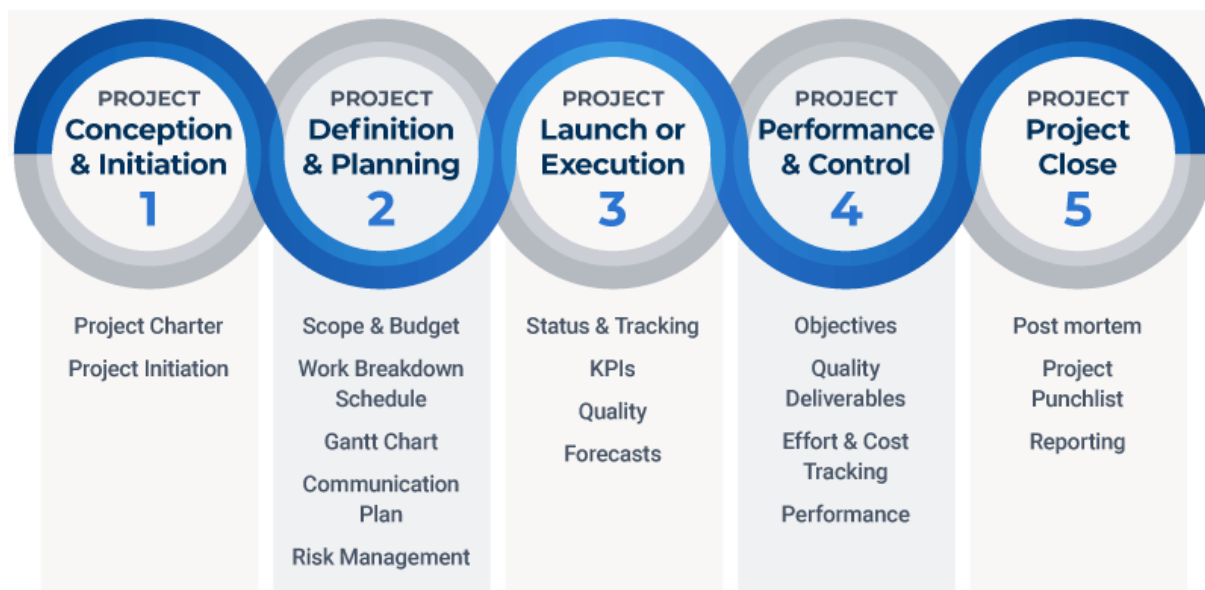 PROJECT
Conception
& Initiation
1
Project Charter
Project Initiation
PROJECT
Definition
& Planning
2
Scope & Budget
Work Breakdown
Schedule
Gantt Chart
Communication
Plan
Risk Management
PROJECT
Launch or
Execution
3
Status & Tracking
KPIs
Quality
Forecasts
PROJECT
Performance
& Control
4
Objectives
Quality
Deliverables
Effort & Cost
Tracking
Performance
PROJECT
Project
Close
5
Post mortem
Project
Punchlist
Reporting